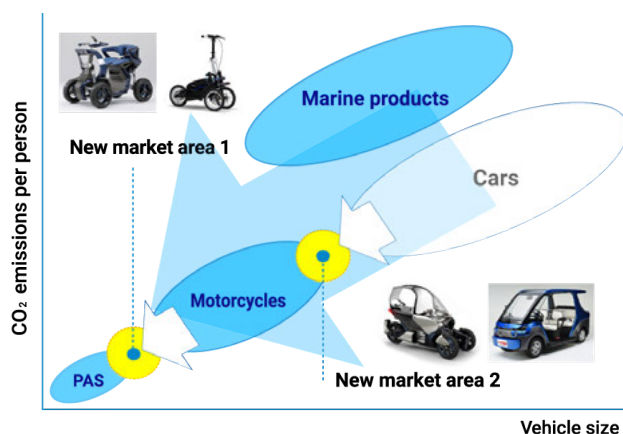 Marine products
New market area 1
Cars
CO₂ emissions per person
Motorcycles
PAS
New market area 2
Vehicle size